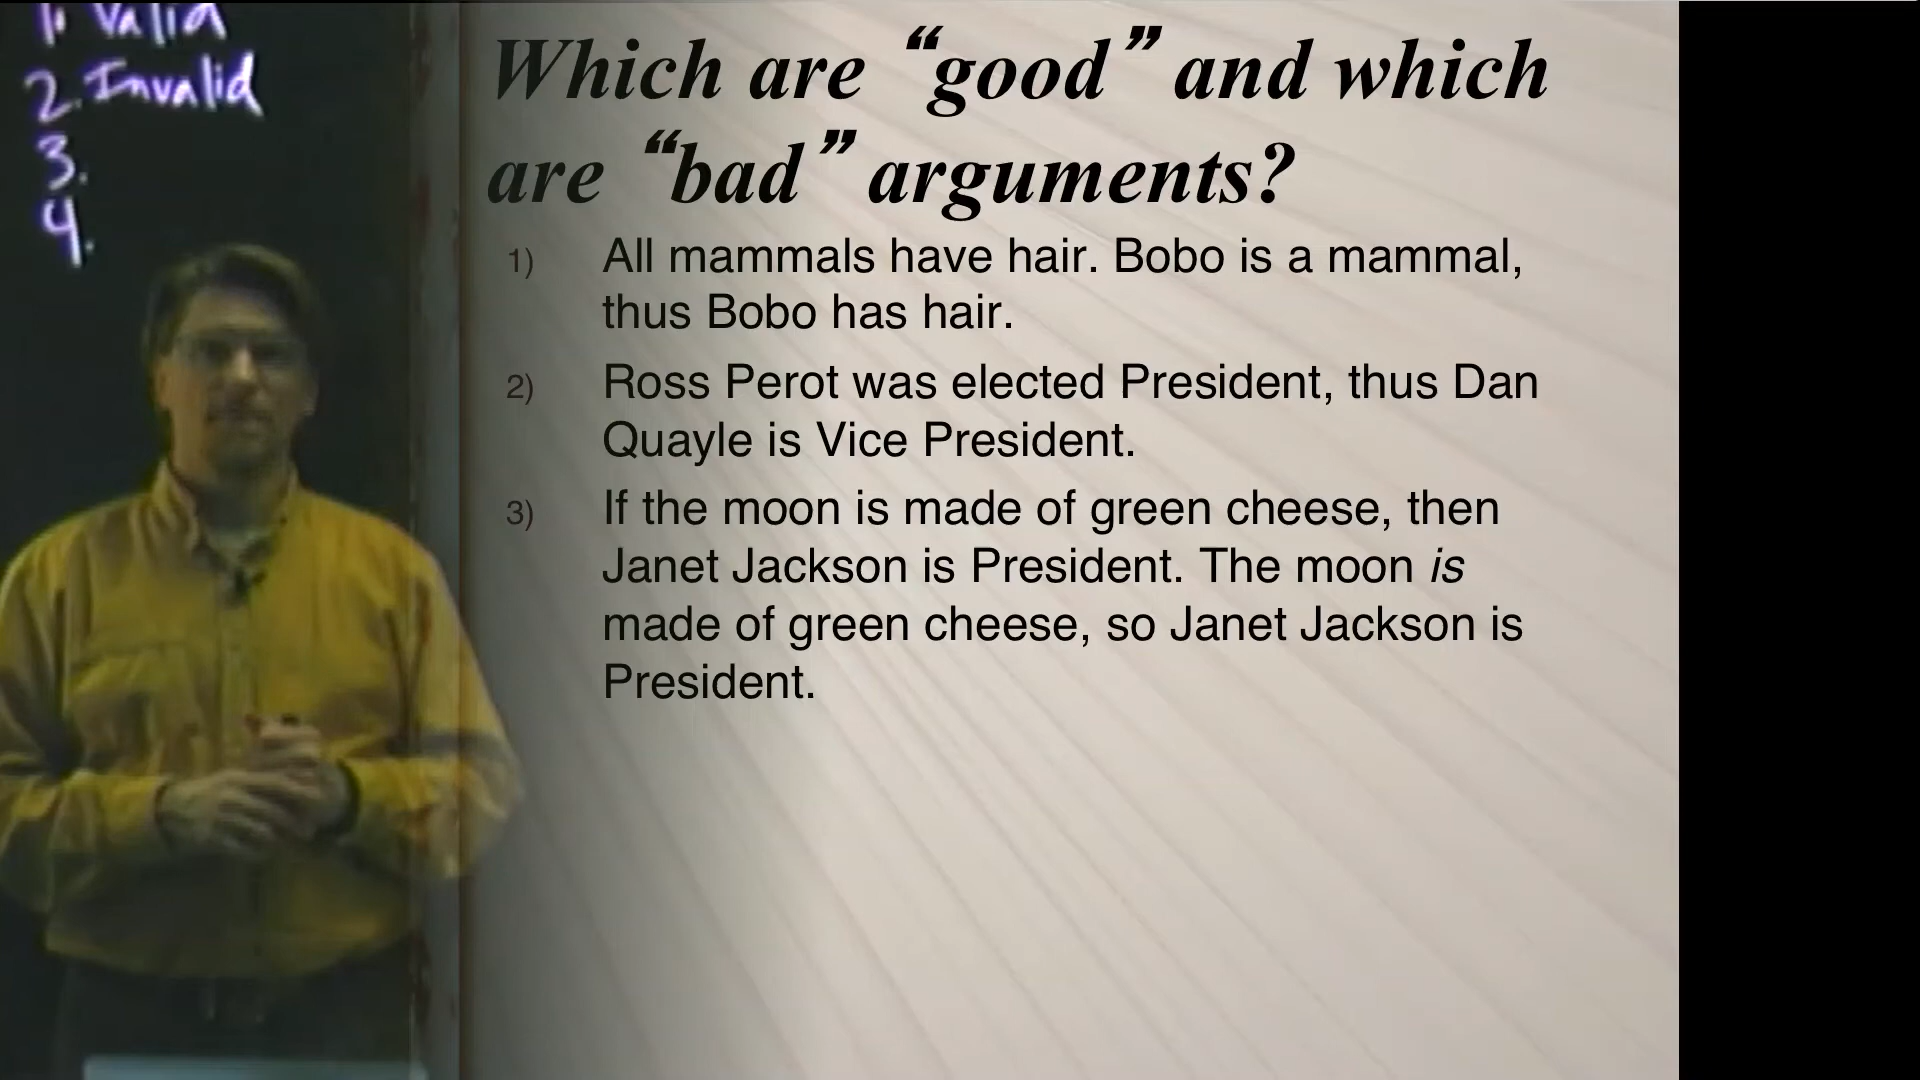 1. Valid
2. Invalid
3.
4.
Which are “good” and which
are “bad” arguments?
1) All mammals have hair. Bobo is a mammal,
thus Bobo has hair.
2) Ross Perot was elected President, thus Dan
Quayle is Vice President.
3) If the moon is made of green cheese, then
Janet Jackson is President. The moon is
made of green cheese, so Janet Jackson is
President.